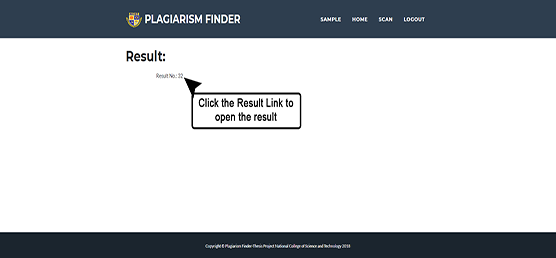 PLAGIARISM FINDER
SAMPLE HOME SCAN LOGOUT
Result:
Result No.: 32
Click the Result Link to
open the result
Copyright © Plagiarism Finder-Thesis Project National College of Science and Technology 2018